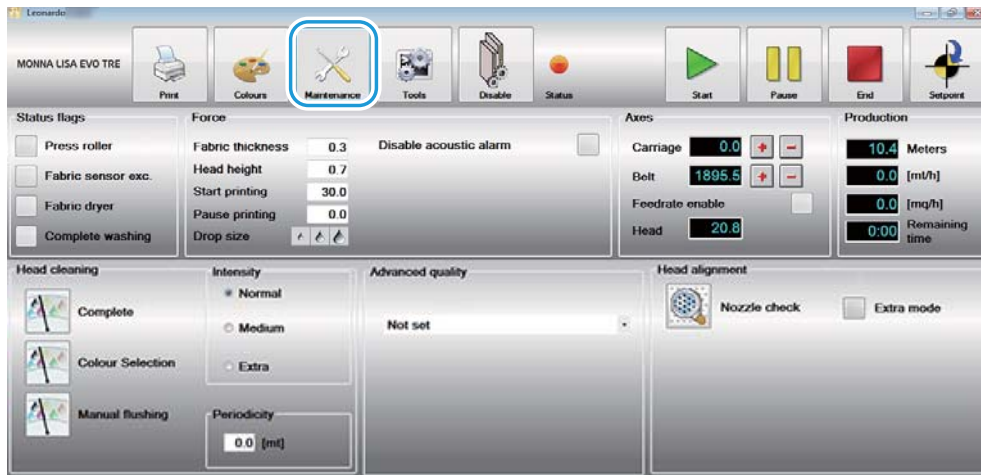 Leonardo
MONNA LISA EVO TRE
Print
Colours
Maintenance
Tools
Disable
Status
Start
Pause
End
Setpoint
Status flags
Press roller
Fabric sensor exc.
Fabric dryer
Complete washing
Force
Fabric thickness 0.3
Head height 0.7
Start printing 30.0
Pause printing 0.0
Drop size
Disable acoustic alarm
Axes
Carriage 0.0 + -
Belt 1895.5 + -
Feedrate enable
Head 20.8
Production
10.4 Meters
0.0 [mt/h]
0.0 [mq/h]
0:00 Remaining
time
Head cleaning
Complete
Colour Selection
Manual flushing
Intensity
Normal
Medium
Extra
Periodicity
0.0 [mt]
Advanced quality
Not set
Head alignment
Nozzle check
Extra mode